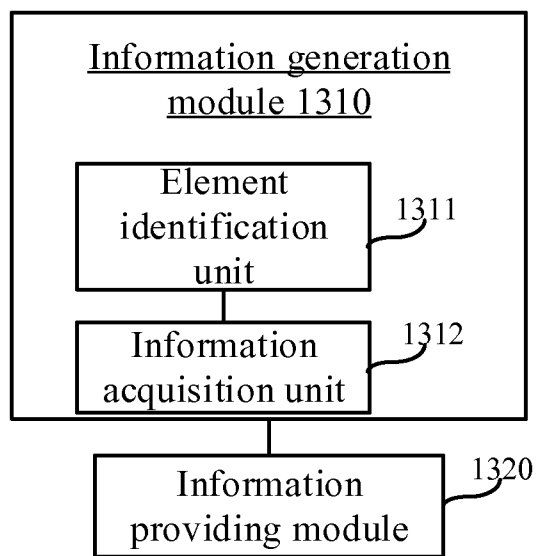 Information generation
module 1310
Element
identification
unit
1311
Information
acquisition unit
1312
Information
providing module
1320